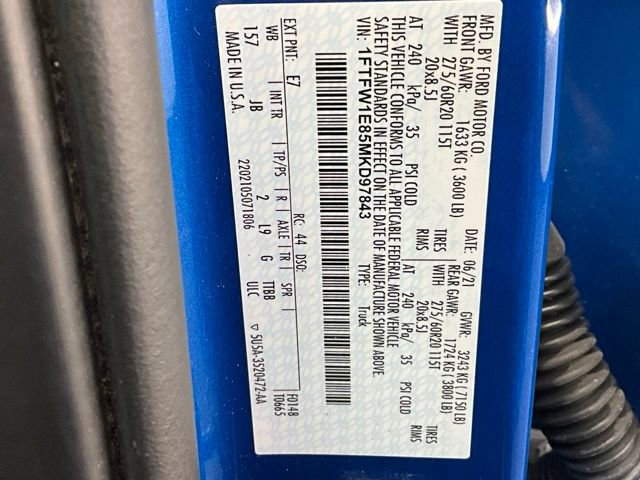 MFD. BY FORD MOTOR CO.
DATE: 06/21 GVWR: 3243 KG ( 7150 LB)
FRONT GAWR: 1633 KG ( 3600 LB) REAR GAWR: 1724 KG ( 3800 LB)
WITH 275/60R20 115T TIRES WITH 275/60R20 115T TIRES
20x8.5J RIMS 20x8.5J RIMS
AT 240 kPa/ 35 PSI COLD AT 240 kPa/ 35 PSI COLD
THIS VEHICLE CONFORMS TO ALL APPLICABLE FEDERAL MOTOR VEHICLE
SAFETY STANDARDS IN EFFECT ON THE DATE OF MANUFACTURE SHOWN ABOVE.
VIN: 1FTFW1E85MKD97843 TYPE: Truck
EXT PNT: E7 RC: 44 DSO: F0148
WB | INT TR | TP/PS | R | AXLE | TR | SPR | T0665
157 JB 2 L9 G TTBB
MADE IN U.S.A. 2202105071806 ULC ▽ 5U5A-3520472-AA